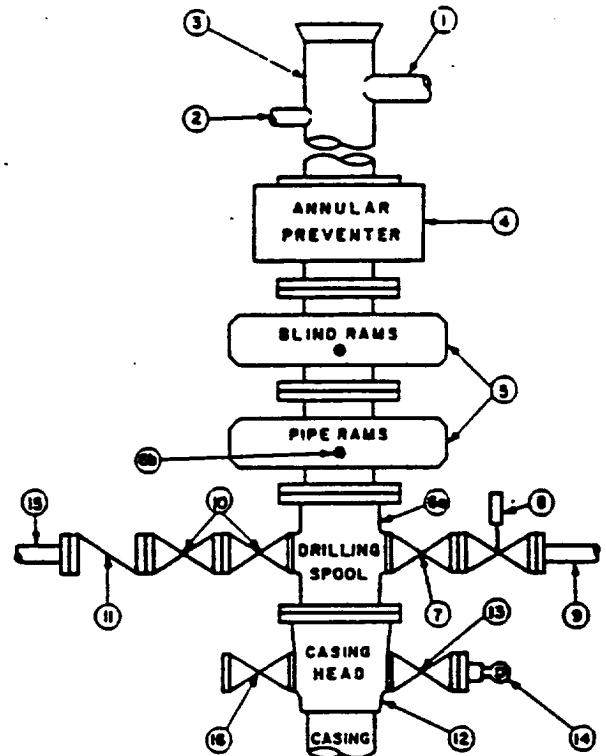 3
1
2
ANNULAR
PREVENTER
4
BLIND RAMS
5
PIPE RAMS
6b
15
10
6a
8
DRILLING
SPOOL
11
7
13
9
CASING
HEAD
16
12
14
CASING